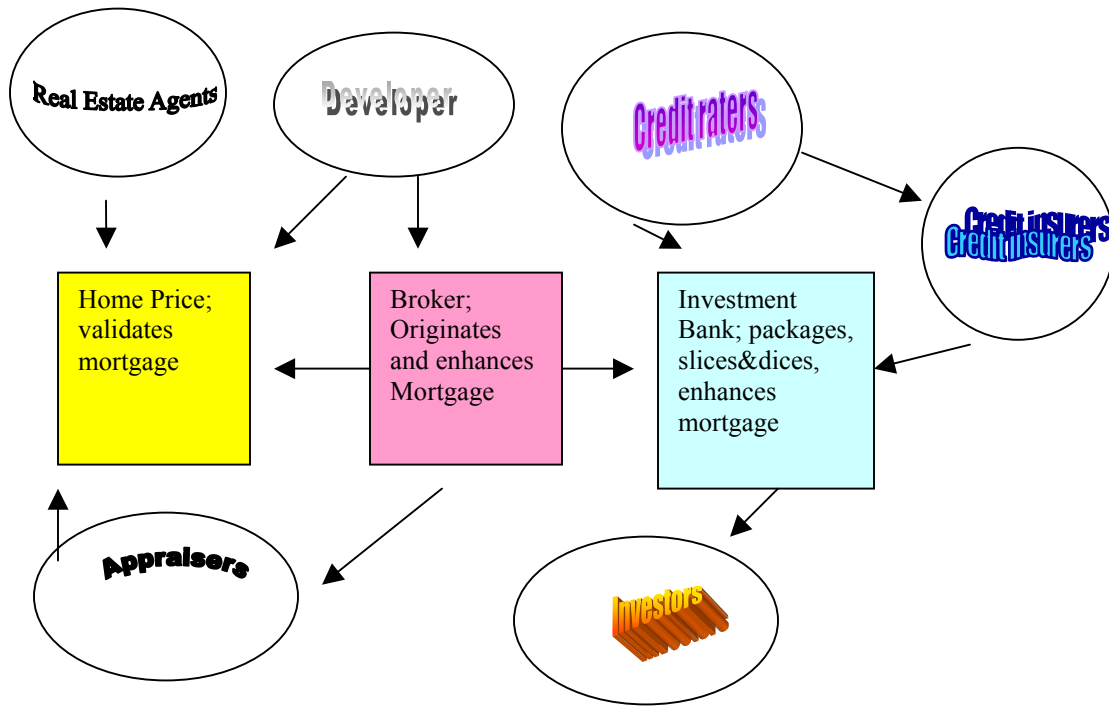 Real Estate Agents
Developer
Credit raters
Credit insurers
Home Price;
validates
mortgage
Broker;
Originates
and enhances
Mortgage
Investment
Bank; packages,
slices&dices,
enhances
mortgage
Appraisers
Investors